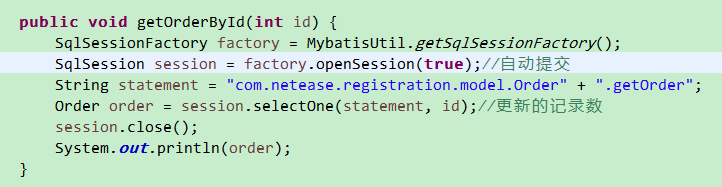 public void getOrderById(int id) {
SqlSessionFactory factory = MybatisUtil.getSqlSessionFactory();
SqlSession session = factory.openSession(true);//自动提交
String statement = "com.netease.registration.model.Order" + ".getOrder";
Order order = session.selectOne(statement, id);//更新的记录数
session.close();
System.out.println(order);
}